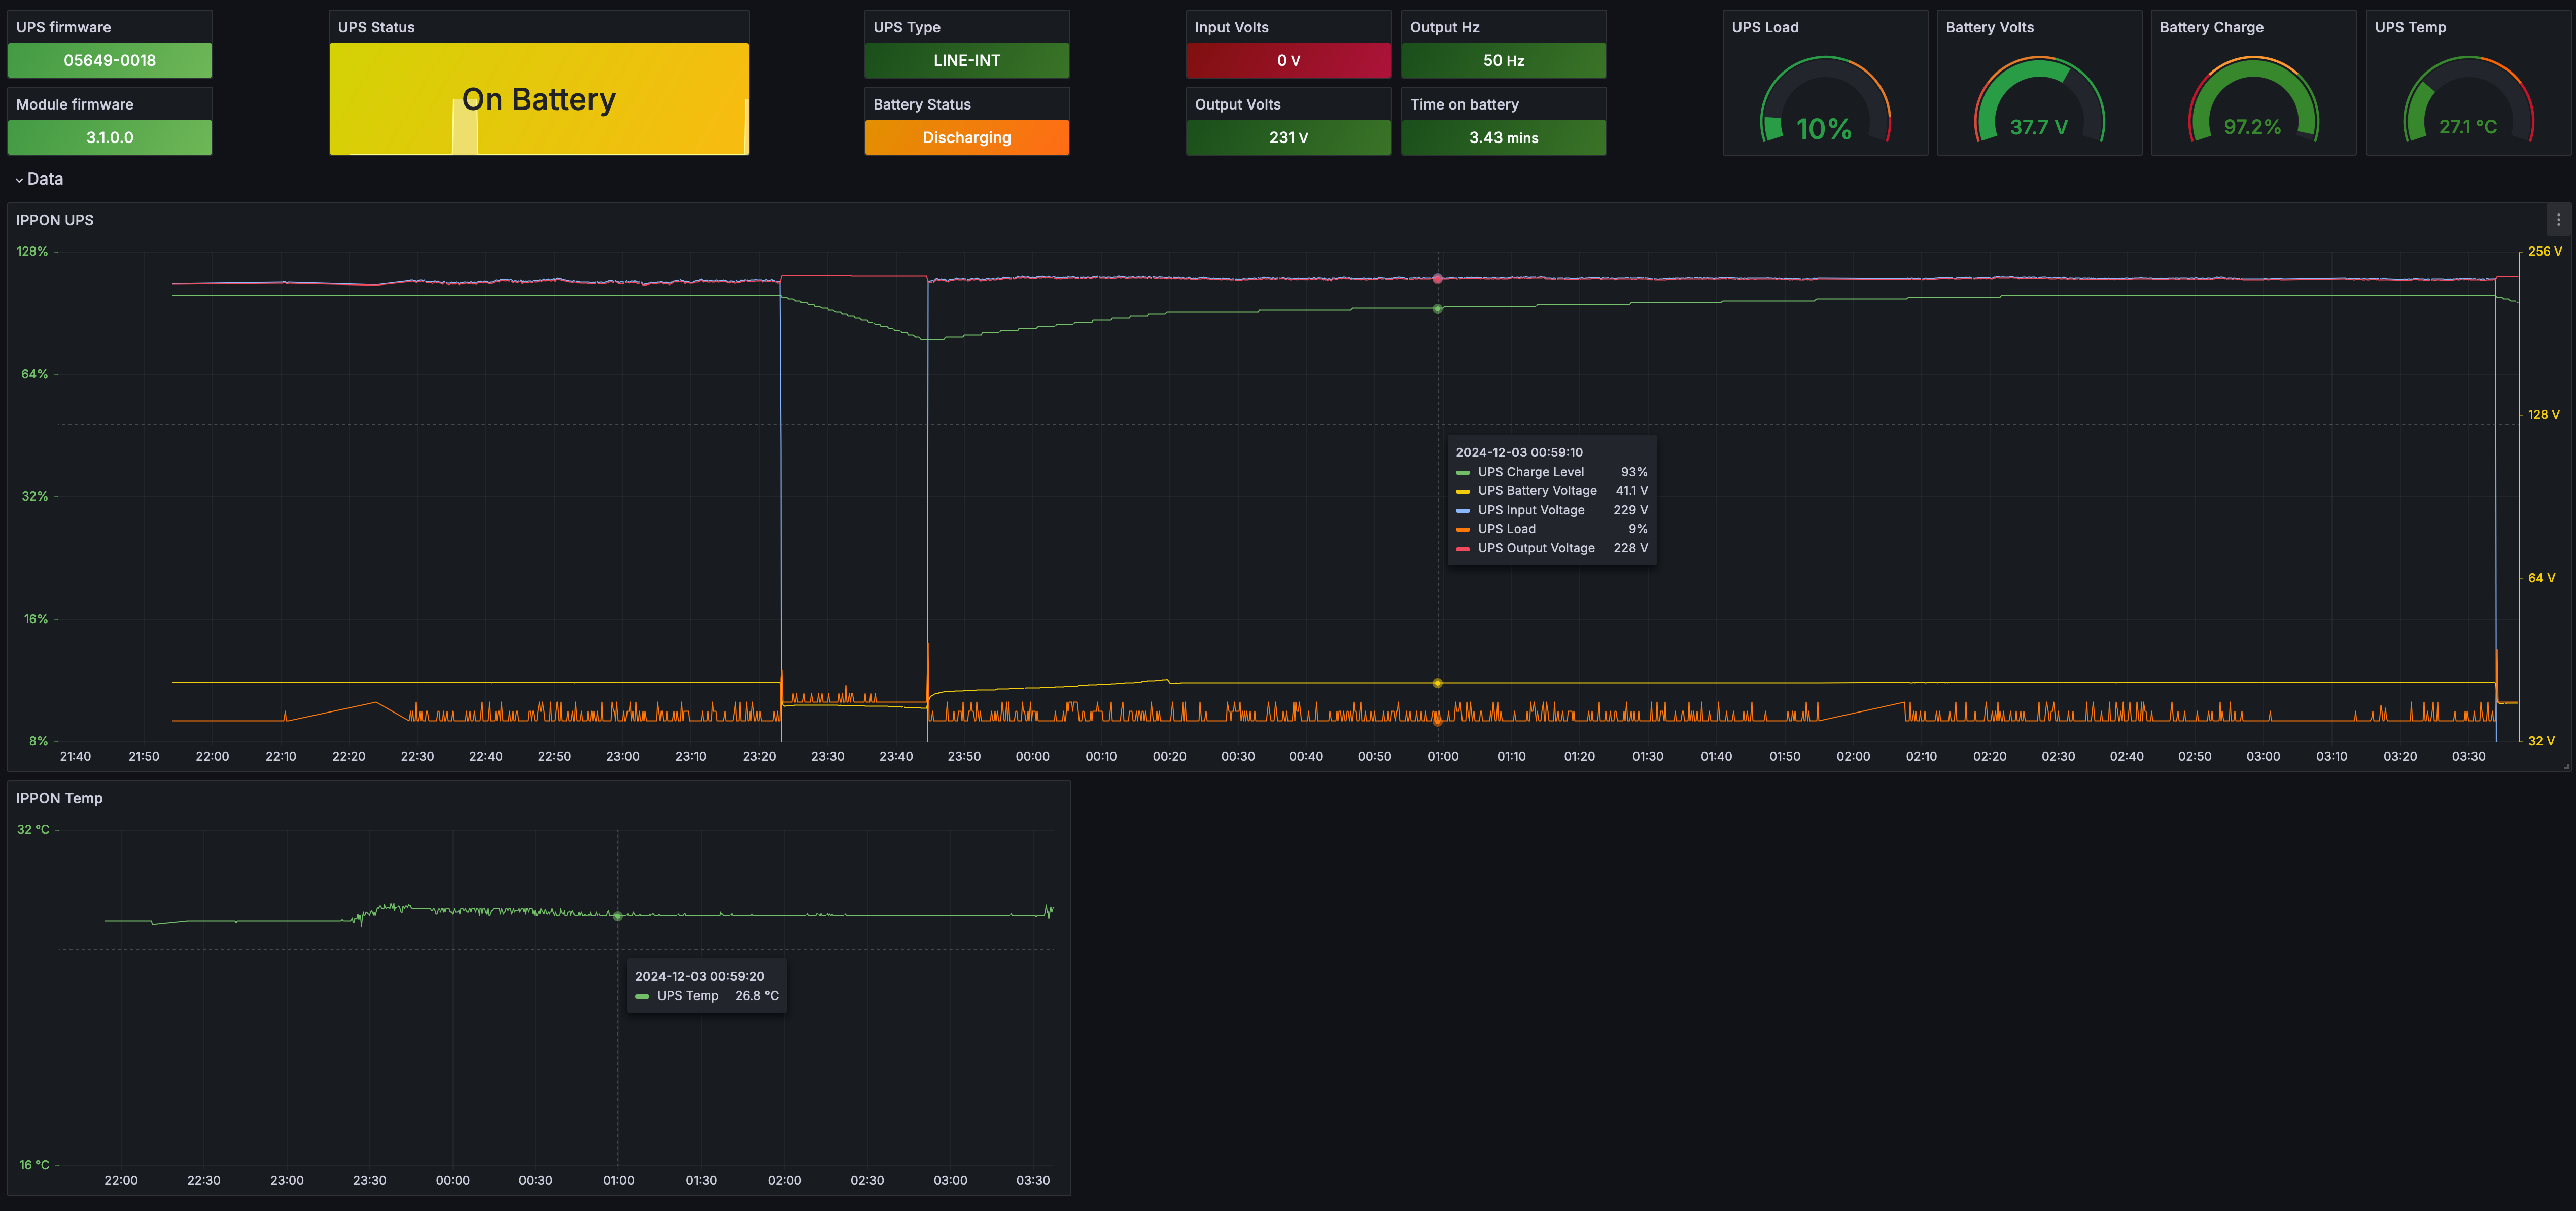 UPS firmware
05649-0018
Module firmware
3.1.0.0
UPS Status
On Battery
UPS Type
LINE-INT
Battery Status
Discharging
Input Volts
0 V
Output Hz
50 Hz
Output Volts
231 V
Time on battery
3.43 mins
UPS Load
10%
Battery Volts
37.7 V
Battery Charge
97.2%
UPS Temp
27.1 °C
Data
IPPON UPS
128%
64%
32%
16%
8%
256 V
128 V
64 V
32 V
2024-12-03 00:59:10
UPS Charge Level 93%
UPS Battery Voltage 41.1 V
UPS Input Voltage 229 V
UPS Load 9%
UPS Output Voltage 228 V
21:40 21:50 22:00 22:10 22:20 22:30 22:40 22:50 23:00 23:10 23:20 23:30 23:40 23:50 00:00 00:10 00:20 00:30 00:40 00:50 01:00 01:10 01:20 01:30 01:40 01:50 02:00 02:10 02:20 02:30 02:40 02:50 03:00 03:10 03:20 03:30
IPPON Temp
32 °C
16 °C
2024-12-03 00:59:20
UPS Temp 26.8 °C
22:00 22:30 23:00 23:30 00:00 00:30 01:00 01:30 02:00 02:30 03:00 03:30